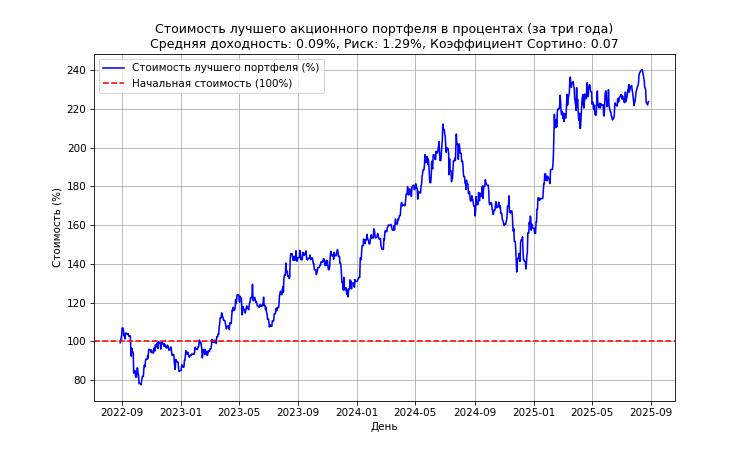 Стоимость лучшего акционного портфеля в процентах (за три года)
Средняя доходность: 0.09%, Риск: 1.29%, Коэффициент Сортино: 0.07
Стоимость лучшего портфеля (%)
Начальная стоимость (100%)
Стоимость (%)
240
220
200
180
160
140
120
100
80
2022-09 2023-01 2023-05 2023-09 2024-01 2024-05 2024-09 2025-01 2025-05 2025-09
День